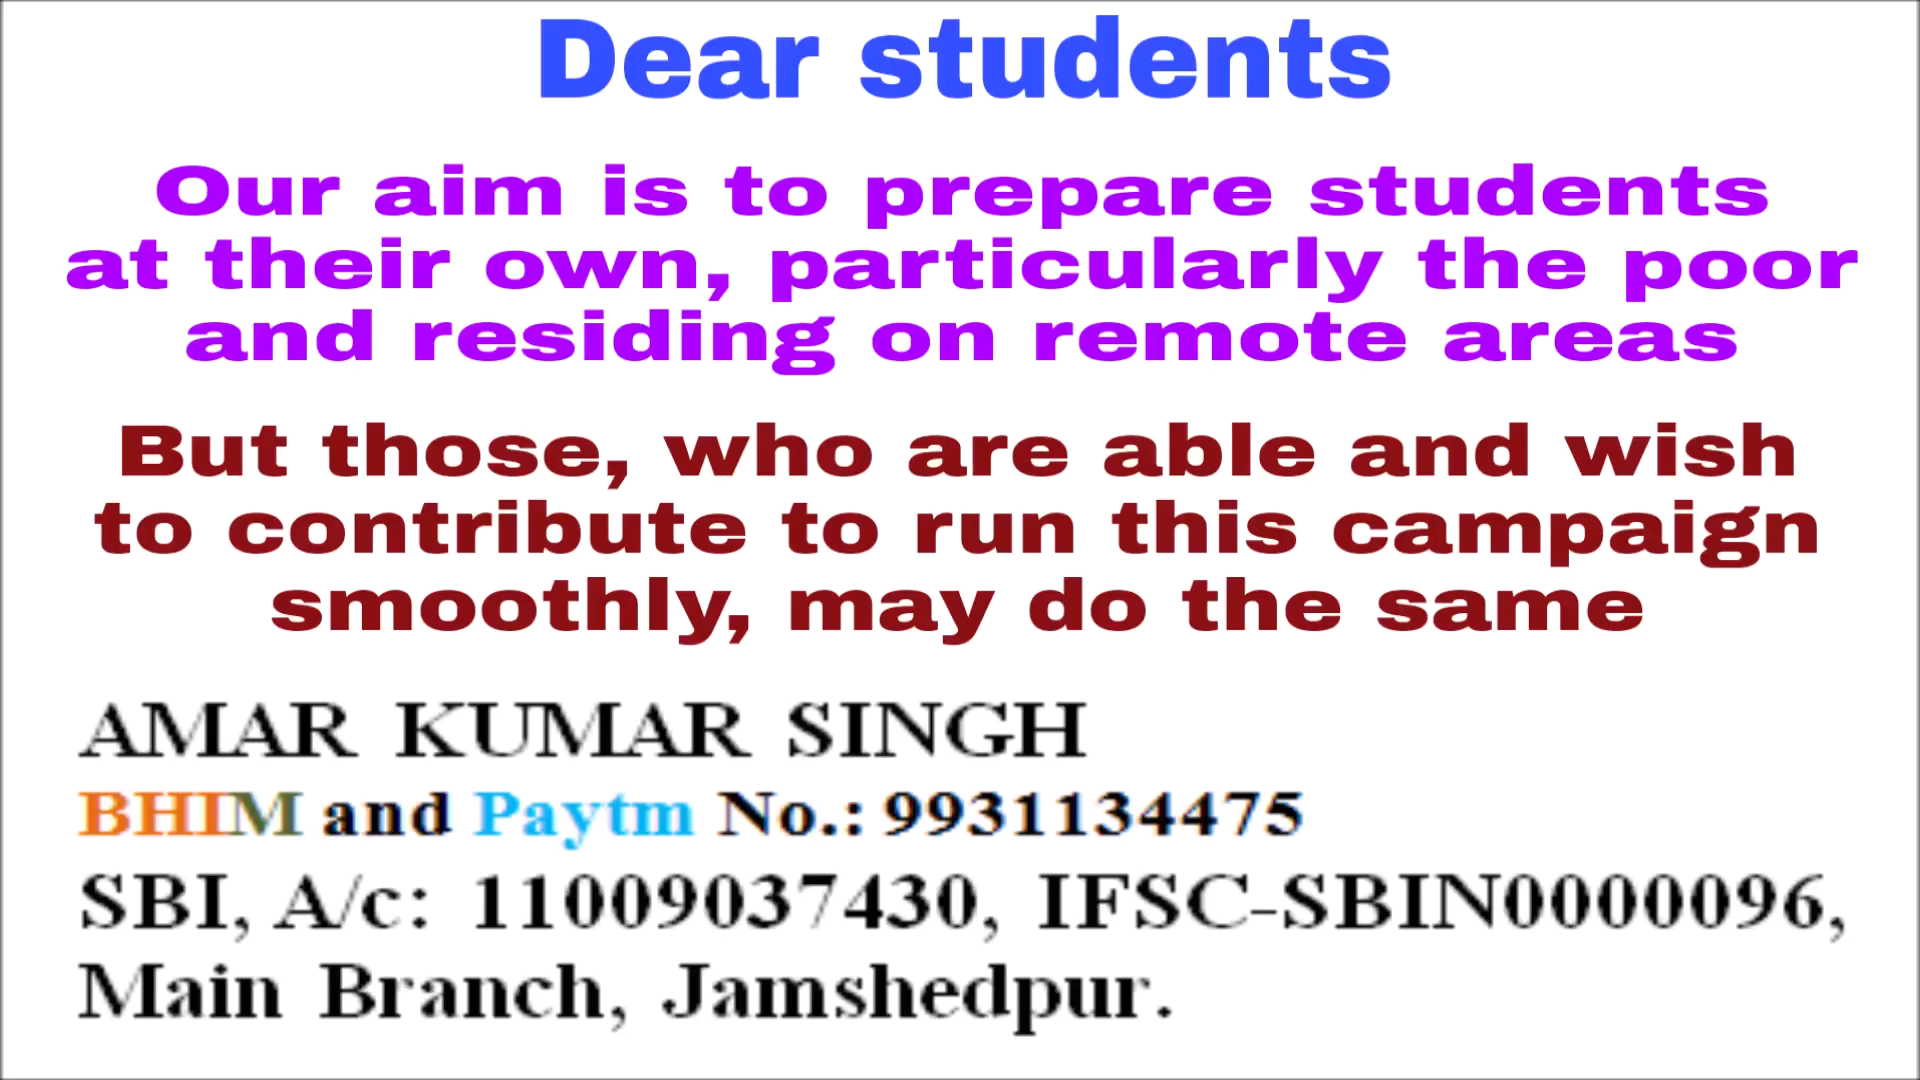 Dear students
Our aim is to prepare students
at their own, particularly the poor
and residing on remote areas
But those, who are able and wish
to contribute to run this campaign
smoothly, may do the same
AMAR KUMAR SINGH
BHIM and Paytm No.: 9931134475
SBI, A/c: 11009037430, IFSC-SBIN0000096,
Main Branch, Jamshedpur.